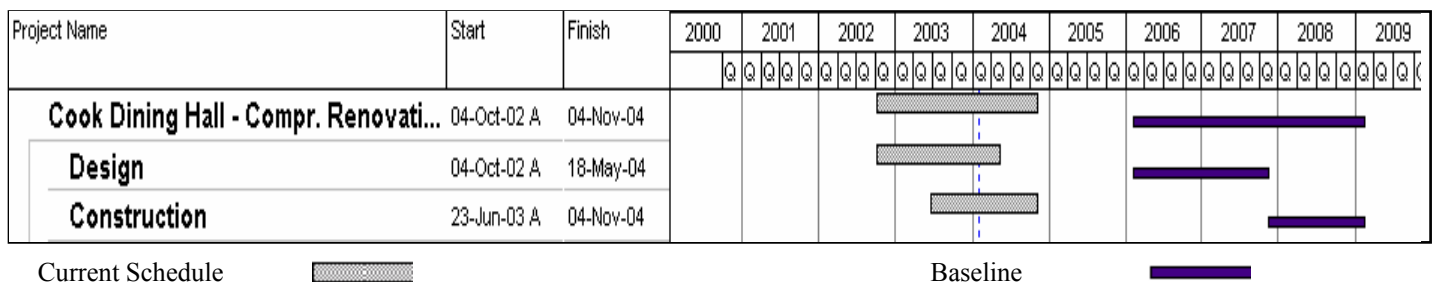 Project Name Start Finish 2000 2001 2002 2003 2004 2005 2006 2007 2008 2009
Q Q Q Q Q Q Q Q Q Q Q Q Q Q Q Q Q Q Q Q Q Q Q Q Q Q Q Q Q Q Q Q Q Q Q Q
Cook Dining Hall - Compr. Renovati... 04-Oct-02 A 04-Nov-04
Design 04-Oct-02 A 18-May-04
Construction 23-Jun-03 A 04-Nov-04
Current Schedule Baseline